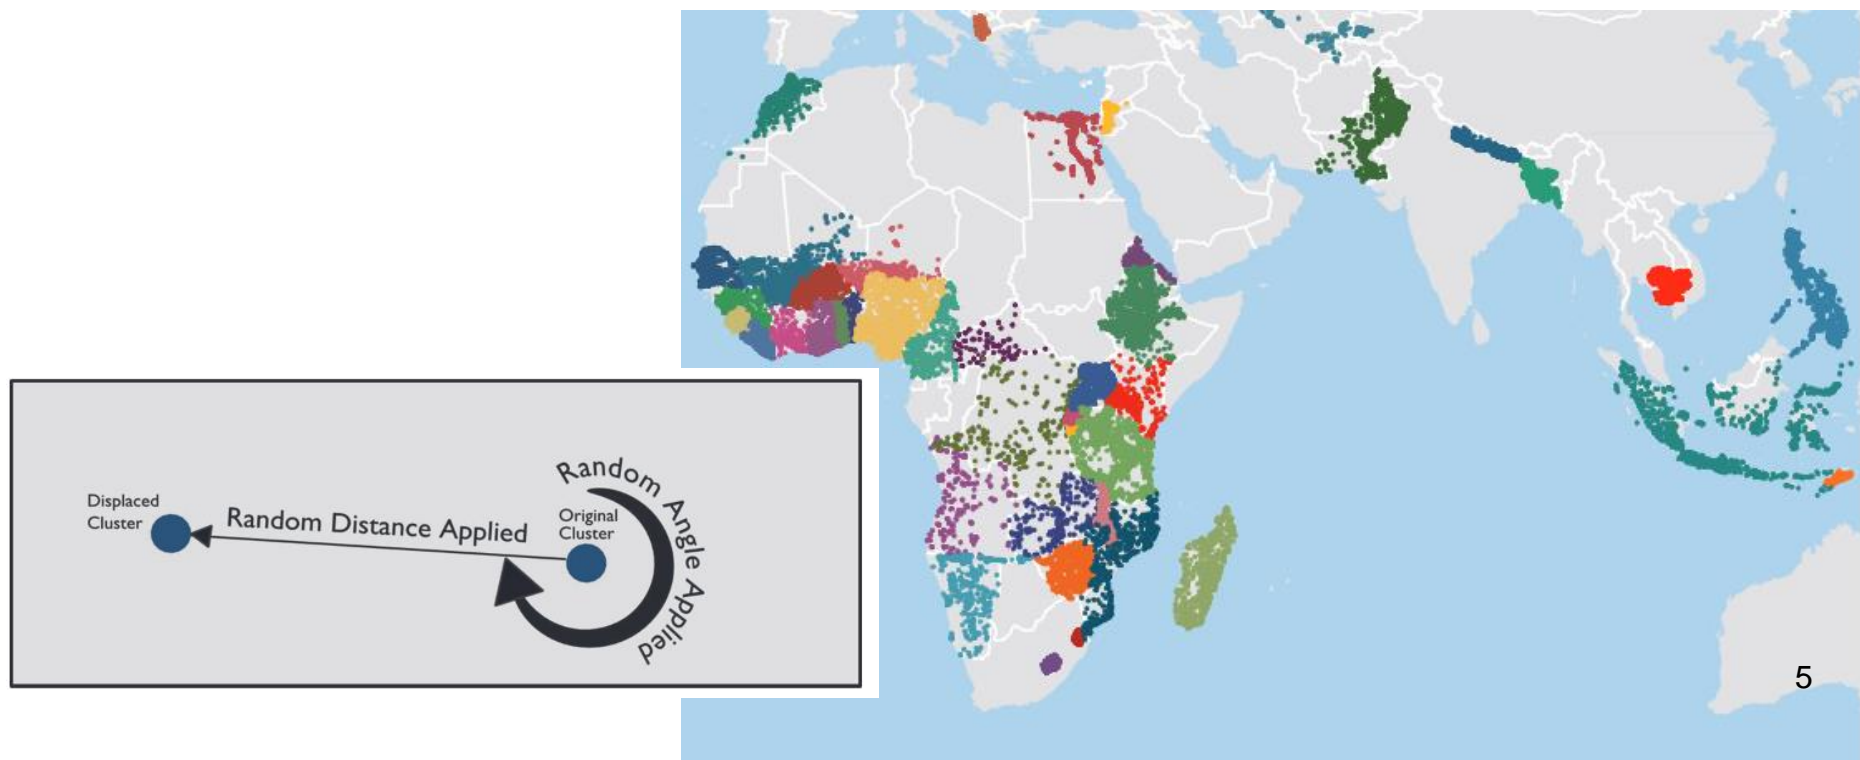 Displaced
Cluster
Random Distance Applied
Original
Cluster
Random Angle Applied
5